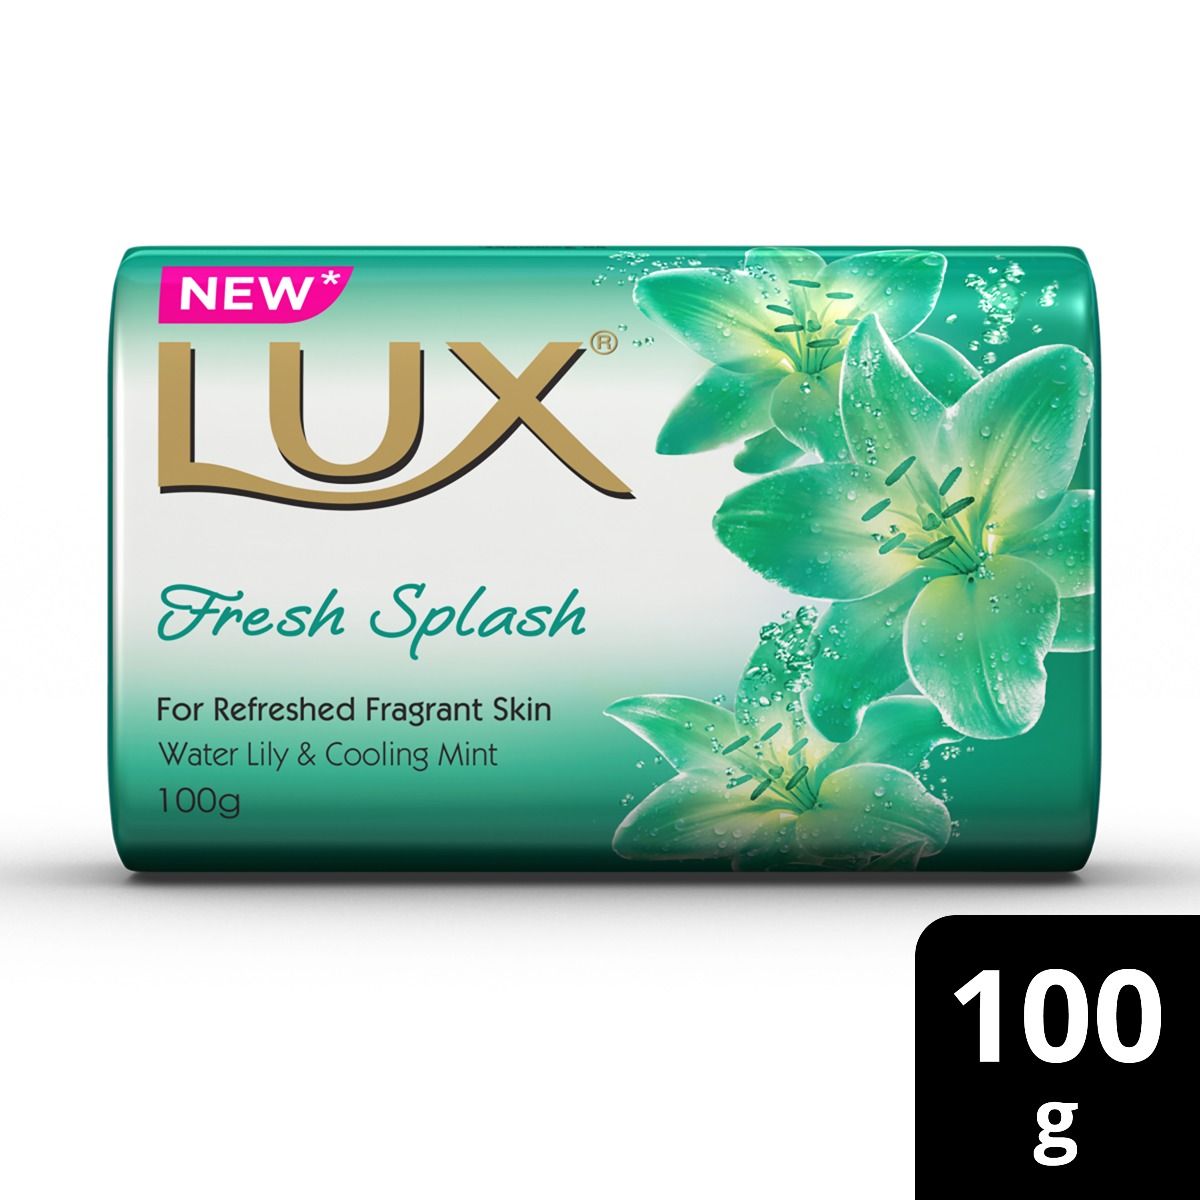 NEW*
LUX®
Fresh Splash
For Refreshed Fragrant Skin
Water Lily & Cooling Mint
100g
100
g